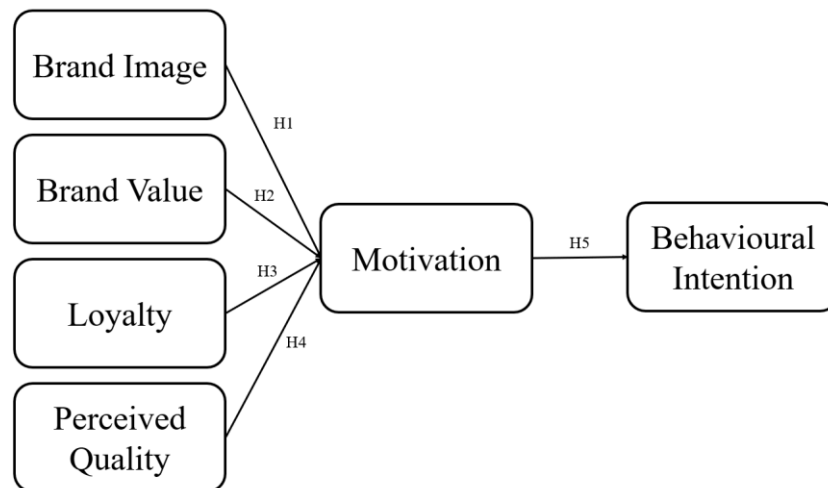 Brand Image
H1
Brand Value
H2
Motivation
H5
Behavioural
Intention
H3
Loyalty
H4
Perceived
Quality